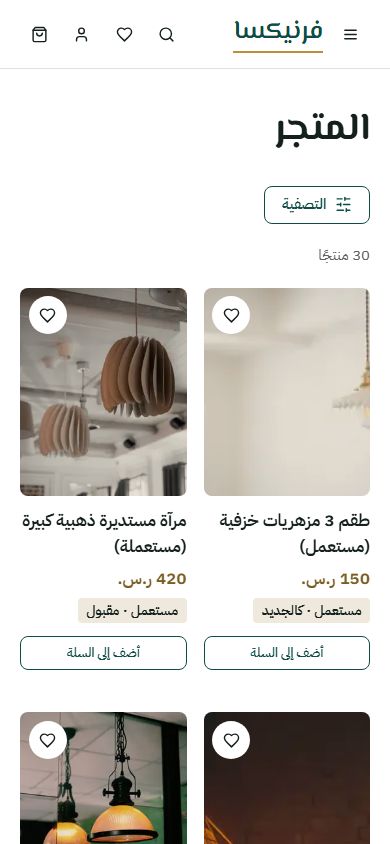 فرنيكسا
المتجر
التصفية
30 منتجًا
طقم 3 مزهريات خزفية
(مستعمل)
150 ر.س.
مستعمل · كالجديد
أضف إلى السلة
مرآة مستديرة ذهبية كبيرة
(مستعملة)
420 ر.س.
مستعمل · مقبول
أضف إلى السلة